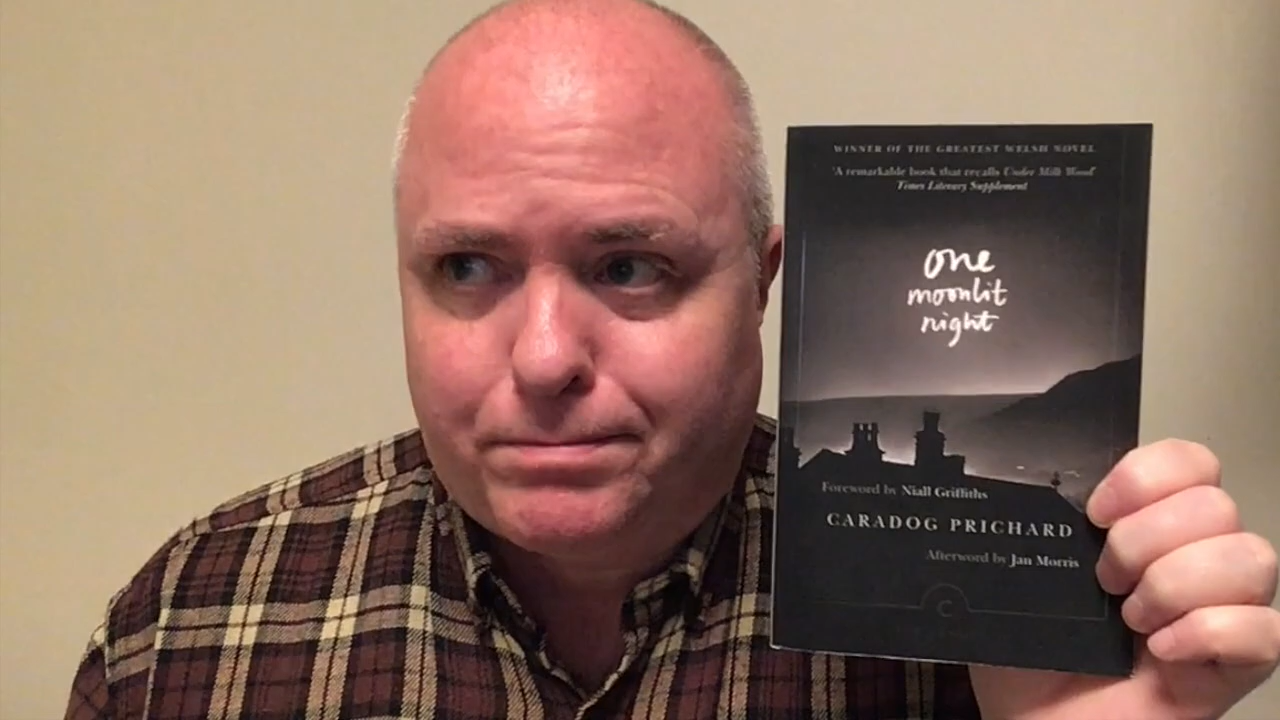 WINNER OF THE GREATEST WELSH NOVEL
'A remarkable book that recalls Under Milk Wood'
Times Literary Supplement
one
moonlit
night
Foreword by Niall Griffiths
CARADOG PRICHARD
Afterword by Jan Morris
C